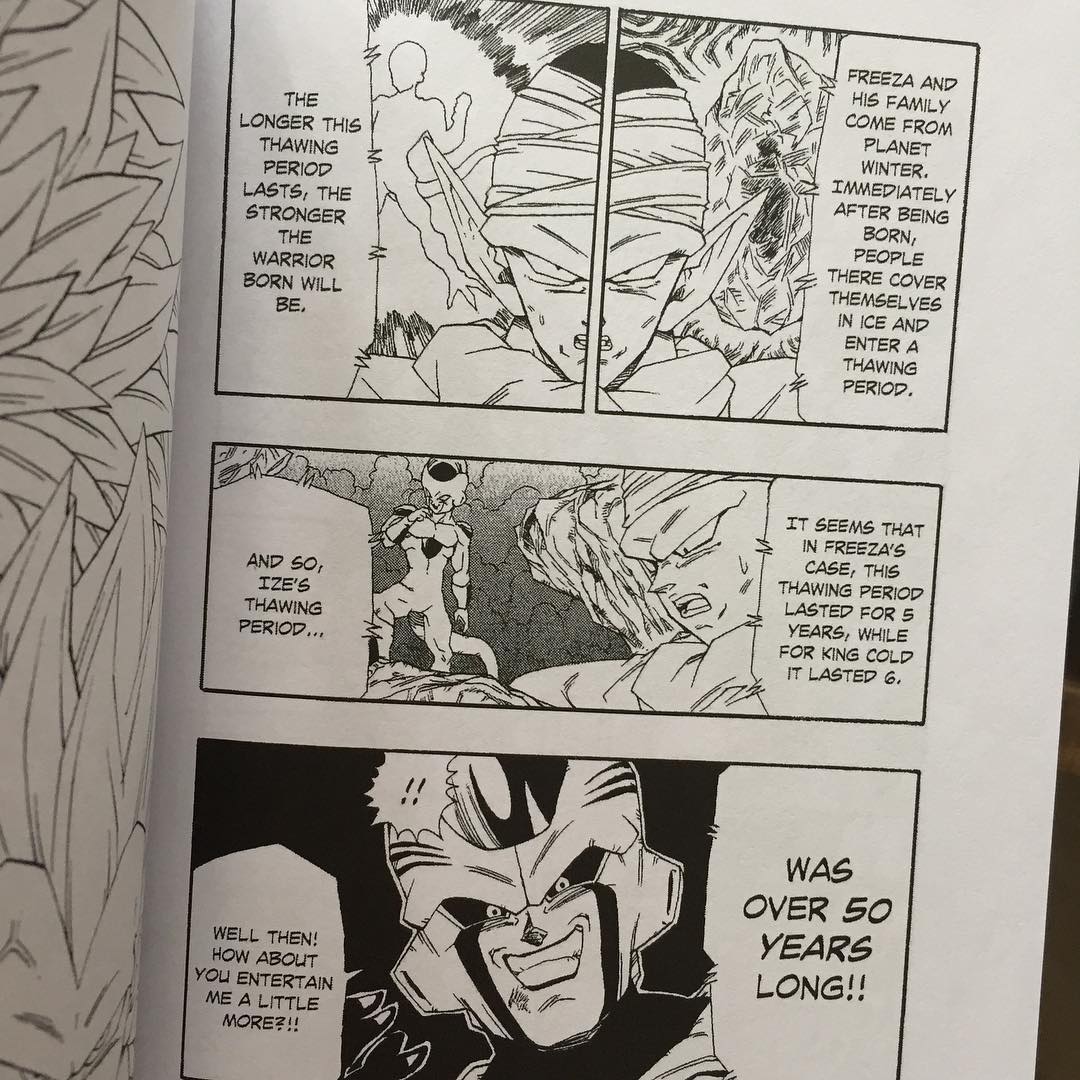 FREEZA AND
HIS FAMILY
COME FROM
PLANET
WINTER.
IMMEDIATELY
AFTER BEING
BORN,
PEOPLE
THERE COVER
THEMSELVES
IN ICE AND
ENTER A
THAWING
PERIOD.
THE
LONGER THIS
THAWING
PERIOD
LASTS, THE
STRONGER
THE
WARRIOR
BORN WILL
BE.
IT SEEMS THAT
IN FREEZA'S
CASE, THIS
THAWING PERIOD
LASTED FOR 5
YEARS, WHILE
FOR KING COLD
IT LASTED 6.
AND SO,
IZE'S
THAWING
PERIOD...
WAS
OVER 50
YEARS
LONG!!
!!
WELL THEN!
HOW ABOUT
YOU ENTERTAIN
ME A LITTLE
MORE?!!